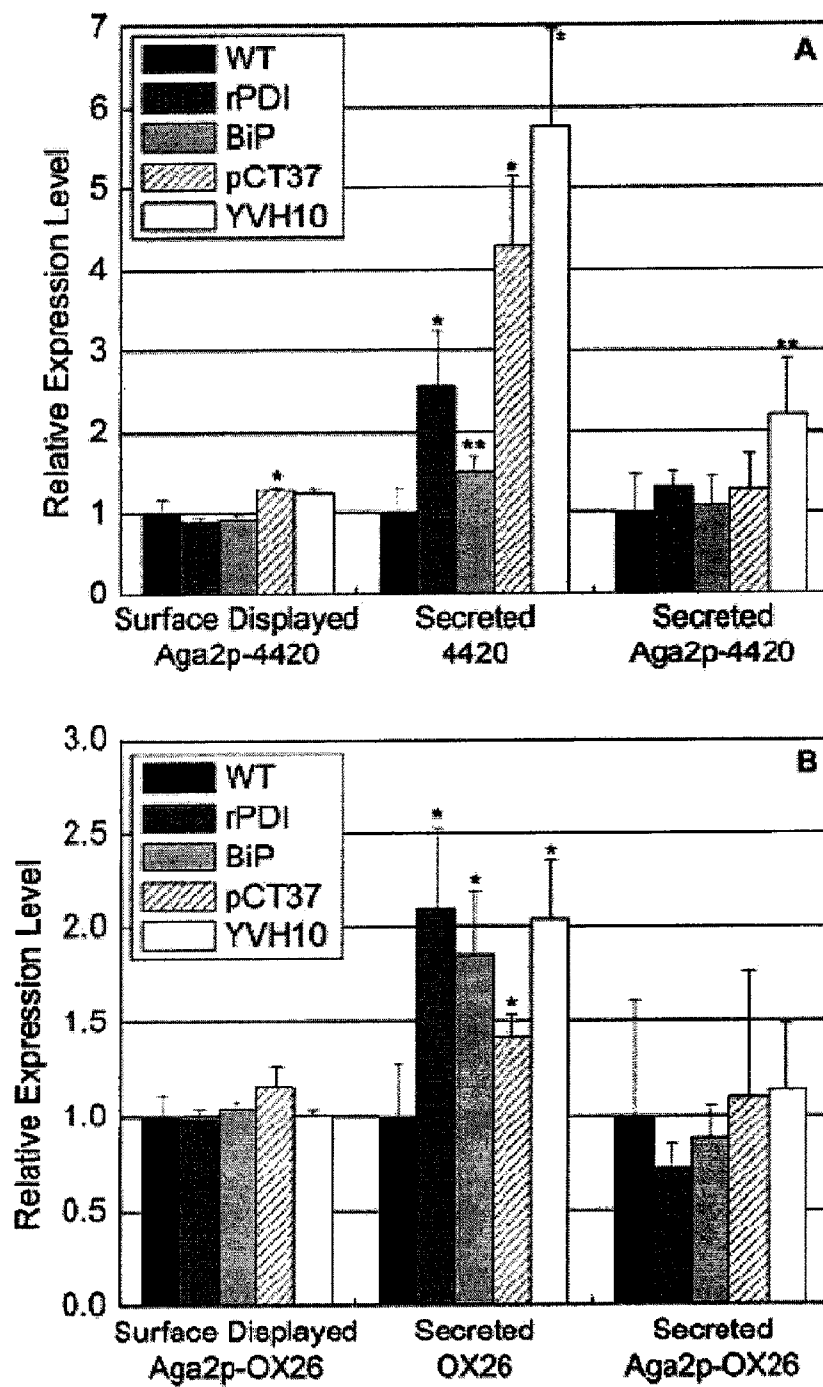 A
Relative Expression Level
7
6
5
4
3
2
1
0
WT
rPDI
BiP
pCT37
YVH10
*
*
**
*
*
**
Surface Displayed
Aga2p-4420
Secreted
4420
Secreted
Aga2p-4420
B
Relative Expression Level
3.0
2.5
2.0
1.5
1.0
0.5
0.0
WT
rPDI
BiP
pCT37
YVH10
*
*
*
*
Surface Displayed
Aga2p-OX26
Secreted
OX26
Secreted
Aga2p-OX26